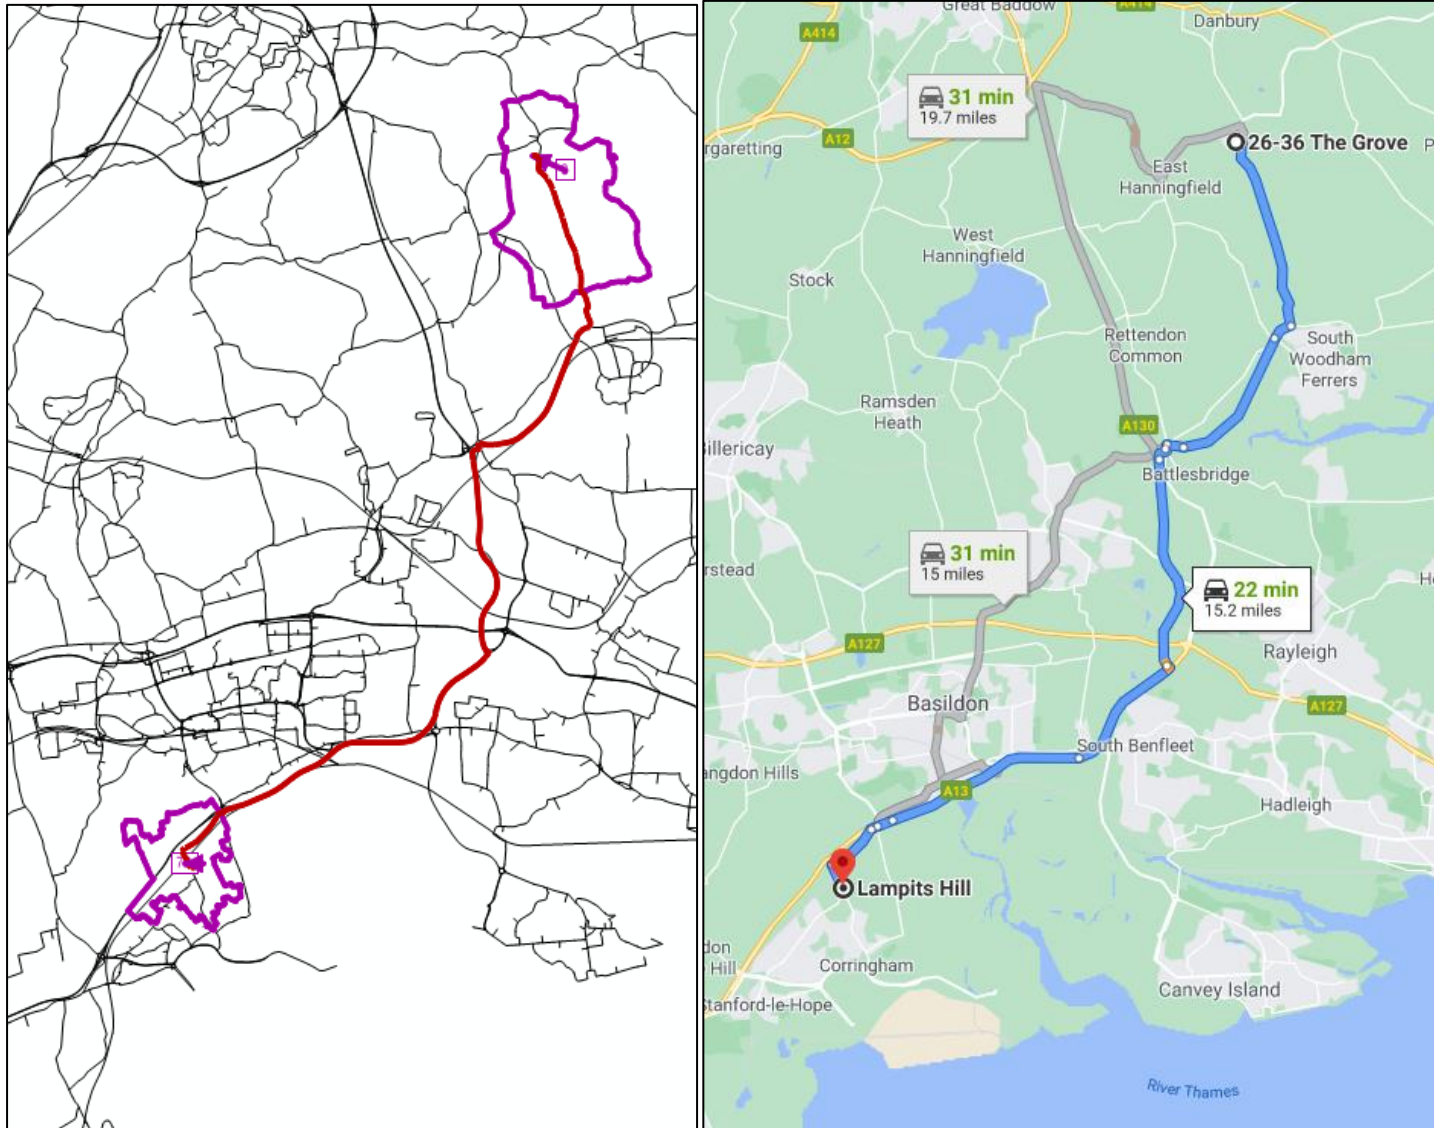 Great Baddow
A414
Danbury
A414
31 min
19.7 miles
A12
rgaretting
26-36 The Grove
P
East
Hanningfield
West
Hanningfield
Stock
Rettendon
Common
South
Woodham
Ferrers
Ramsden
Heath
A130
illericay
Battlesbridge
31 min
15 miles
rstead
22 min
15.2 miles
A127
Rayleigh
Basildon
A127
South Benfleet
angdon Hills
A13
Hadleigh
Lampits Hill
don
Hill
Corringham
Stanford-le-Hope
Canvey Island
River Thames